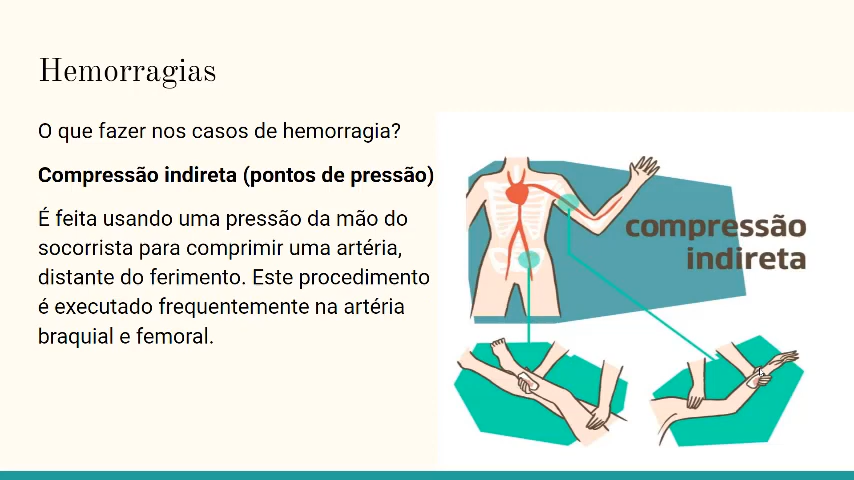 Hemorragias
O que fazer nos casos de hemorragia?
Compressão indireta (pontos de pressão)
É feita usando uma pressão da mão do
socorrista para comprimir uma artéria,
distante do ferimento. Este procedimento
é executado frequentemente na artéria
braquial e femoral.
compressão
indireta